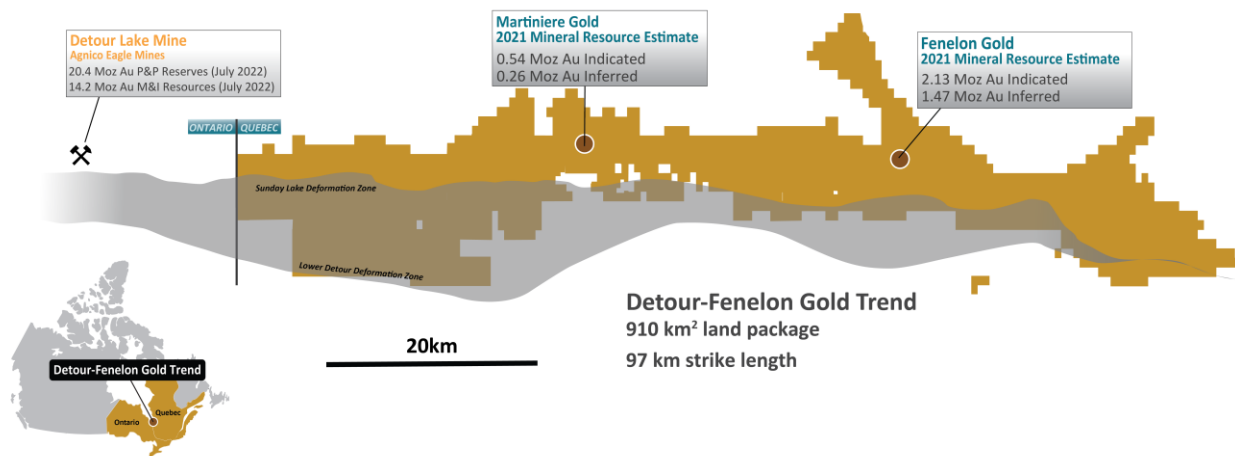 Detour Lake Mine
Agnico Eagle Mines
20.4 Moz Au P&P Reserves (July 2022)
14.2 Moz Au M&I Resources (July 2022)
Martiniere Gold
2021 Mineral Resource Estimate
0.54 Moz Au Indicated
0.26 Moz Au Inferred
Fenelon Gold
2021 Mineral Resource Estimate
2.13 Moz Au Indicated
1.47 Moz Au Inferred
ONTARIO QUEBEC
Sunday Lake Deformation Zone
Lower Detour Deformation Zone
Detour-Fenelon Gold Trend
910 km² land package
97 km strike length
20km
Detour-Fenelon Gold Trend
Ontario
Quebec